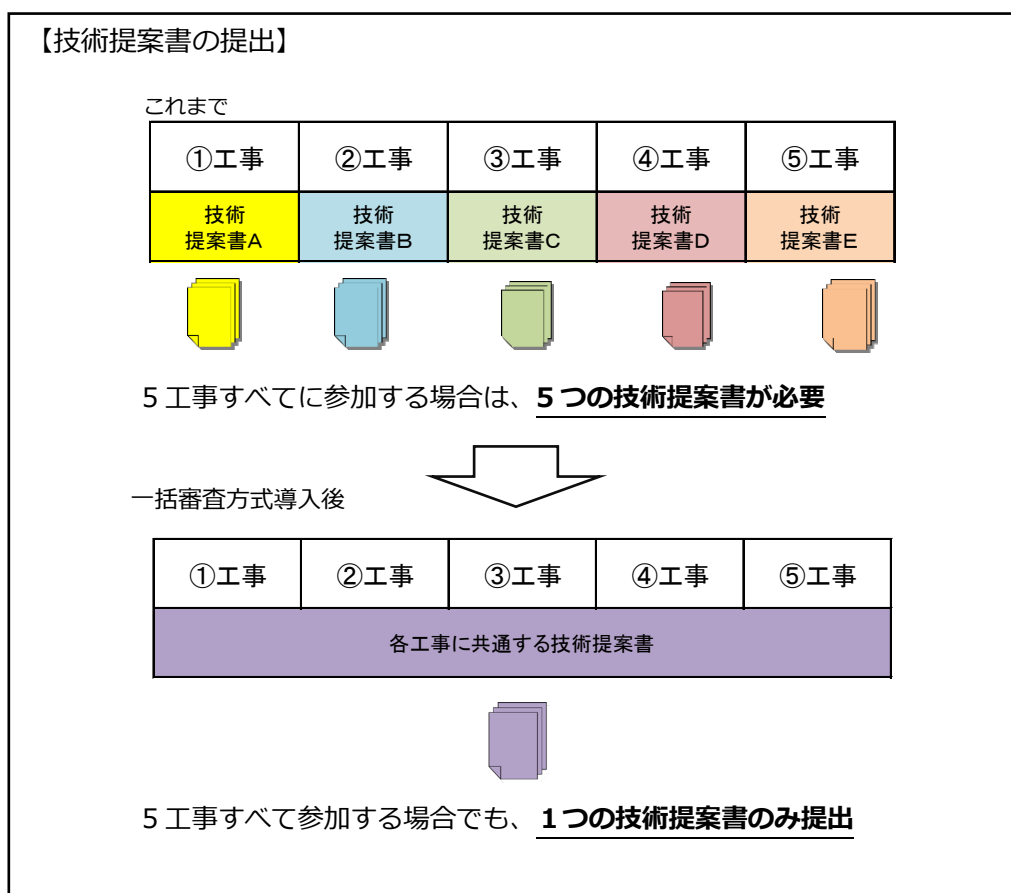 【技術提案書の提出】
これまで
①工事 ②工事 ③工事 ④工事 ⑤工事
技術 技術 技術 技術 技術
提案書A 提案書B 提案書C 提案書D 提案書E
５工事すべてに参加する場合は、５つの技術提案書が必要
一括審査方式導入後
①工事 ②工事 ③工事 ④工事 ⑤工事
各工事に共通する技術提案書
５工事すべて参加する場合でも、１つの技術提案書のみ提出